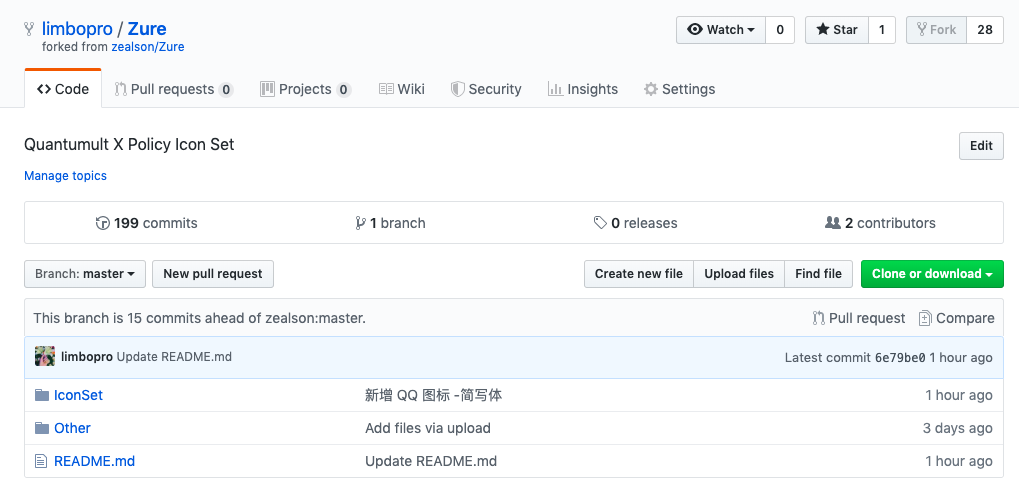 limbopro / Zure
Watch 0 Star 1 Fork 28
forked from zealson/Zure
Code Pull requests 0 Projects 0 Wiki Security Insights Settings
Quantumult X Policy Icon Set
Edit
Manage topics
199 commits 1 branch 0 releases 2 contributors
Branch: master New pull request Create new file Upload files Find file Clone or download
This branch is 15 commits ahead of zealson:master. Pull request Compare
limbopro Update README.md Latest commit 6e79be0 1 hour ago
IconSet 新增 QQ 图标 -简写体 1 hour ago
Other Add files via upload 3 days ago
README.md Update README.md 1 hour ago